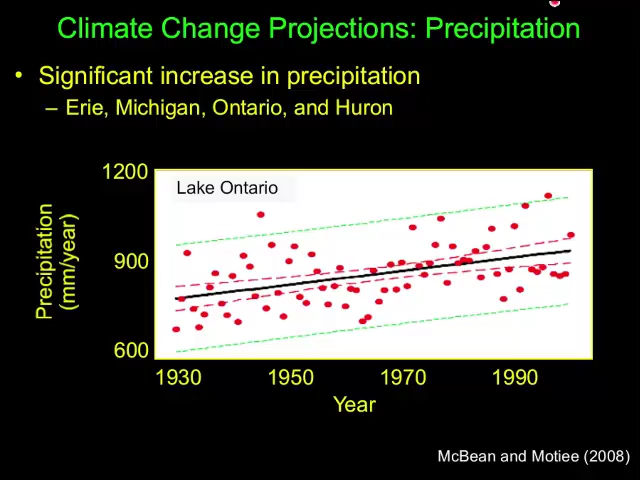 Climate Change Projections: Precipitation
• Significant increase in precipitation
– Erie, Michigan, Ontario, and Huron
Lake Ontario
Precipitation
(mm/year)
1200
900
600
1930 1950 1970 1990
Year
McBean and Motiee (2008)